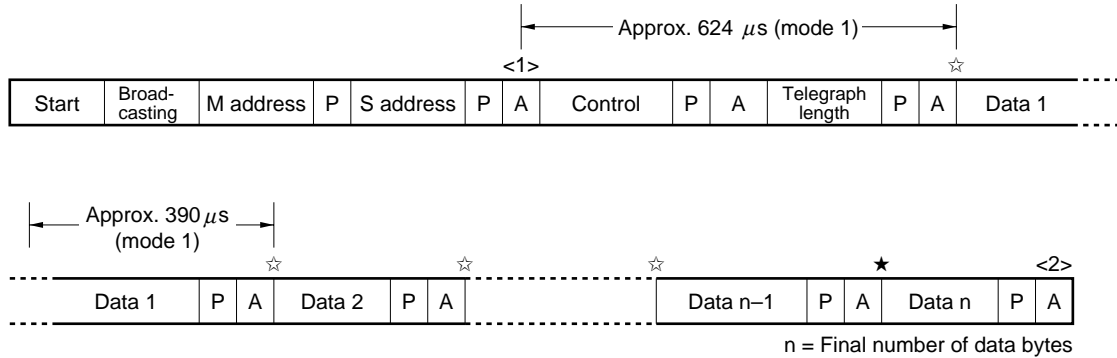 Approx. 624 μs (mode 1)
<1>
☆
Start Broad-casting M address P S address P A Control P A Telegraph length P A Data 1
Approx. 390 μs
(mode 1)
☆ ☆ ☆ ★ <2>
Data 1 P A Data 2 P A Data n–1 P A Data n P A
n = Final number of data bytes